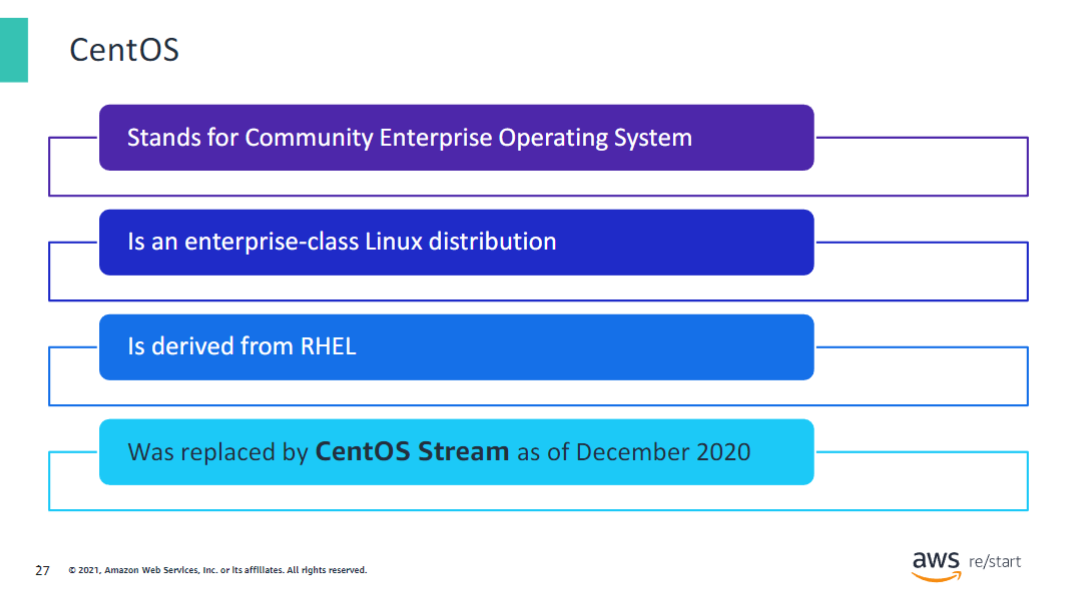 CentOS
Stands for Community Enterprise Operating System
Is an enterprise-class Linux distribution
Is derived from RHEL
Was replaced by CentOS Stream as of December 2020
27
© 2021, Amazon Web Services, Inc. or its affiliates. All rights reserved.
aws re/start